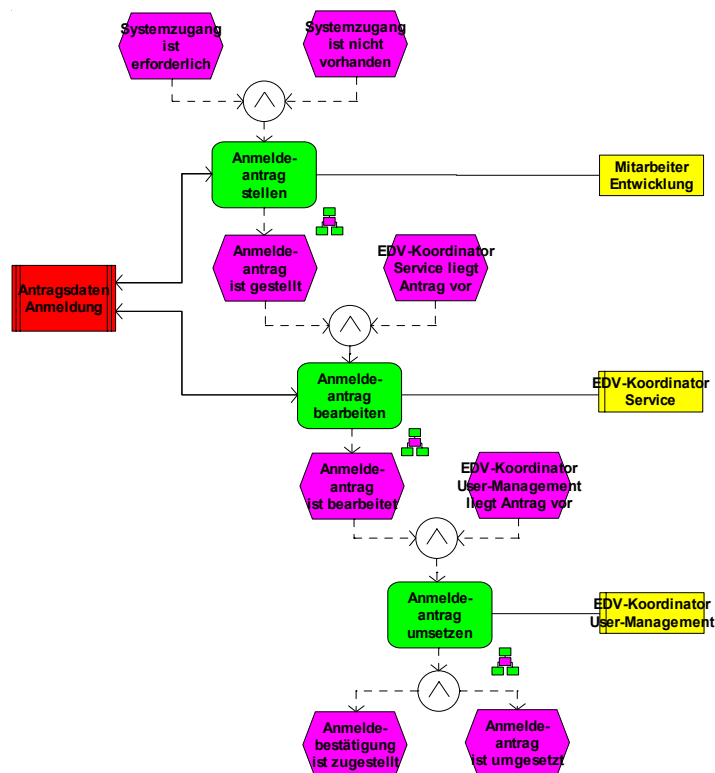 Systemzugang
ist
erforderlich
Systemzugang
ist nicht
vorhanden
Anmelde-
antrag
stellen
Mitarbeiter
Entwicklung
Anmelde-
antrag
ist gestellt
EDV-Koordinator
Service liegt
Antrag vor
Antragsdaten
Anmeldung
Anmelde-
antrag
bearbeiten
EDV-Koordinator
Service
Anmelde-
antrag
ist bearbeitet
EDV-Koordinator
User-Management
liegt Antrag vor
Anmelde-
antrag
umsetzen
EDV-Koordinator
User-Management
Anmelde-
bestätigung
ist zugestellt
Anmelde-
antrag
ist umgesetzt